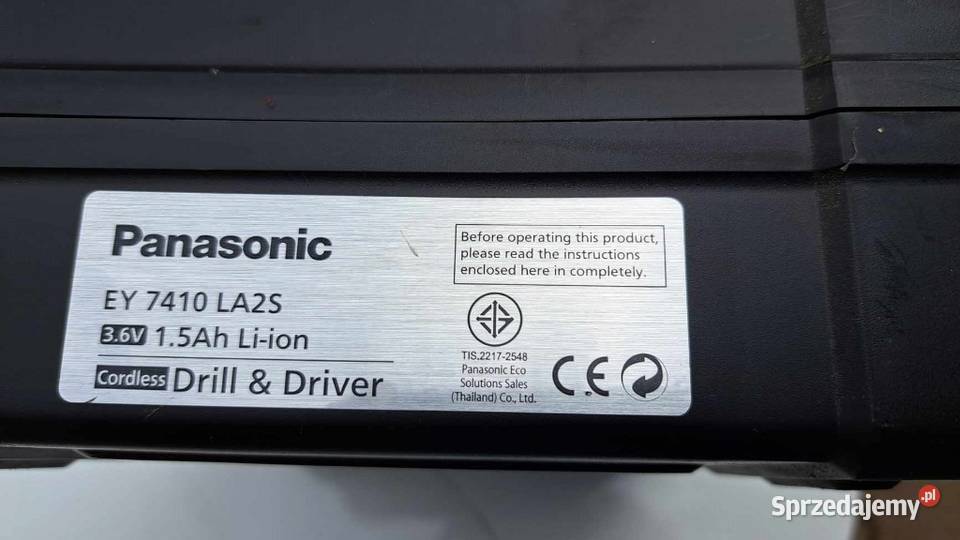 Panasonic
EY 7410 LA2S
3.6V 1.5Ah Li-ion
Cordless Drill & Driver
Before operating this product,
please read the instructions
enclosed here in completely.
TIS.2217-2548
Panasonic Eco
Solutions Sales
(Thailand) Co., Ltd.
CE
Sprzedajemy.pl